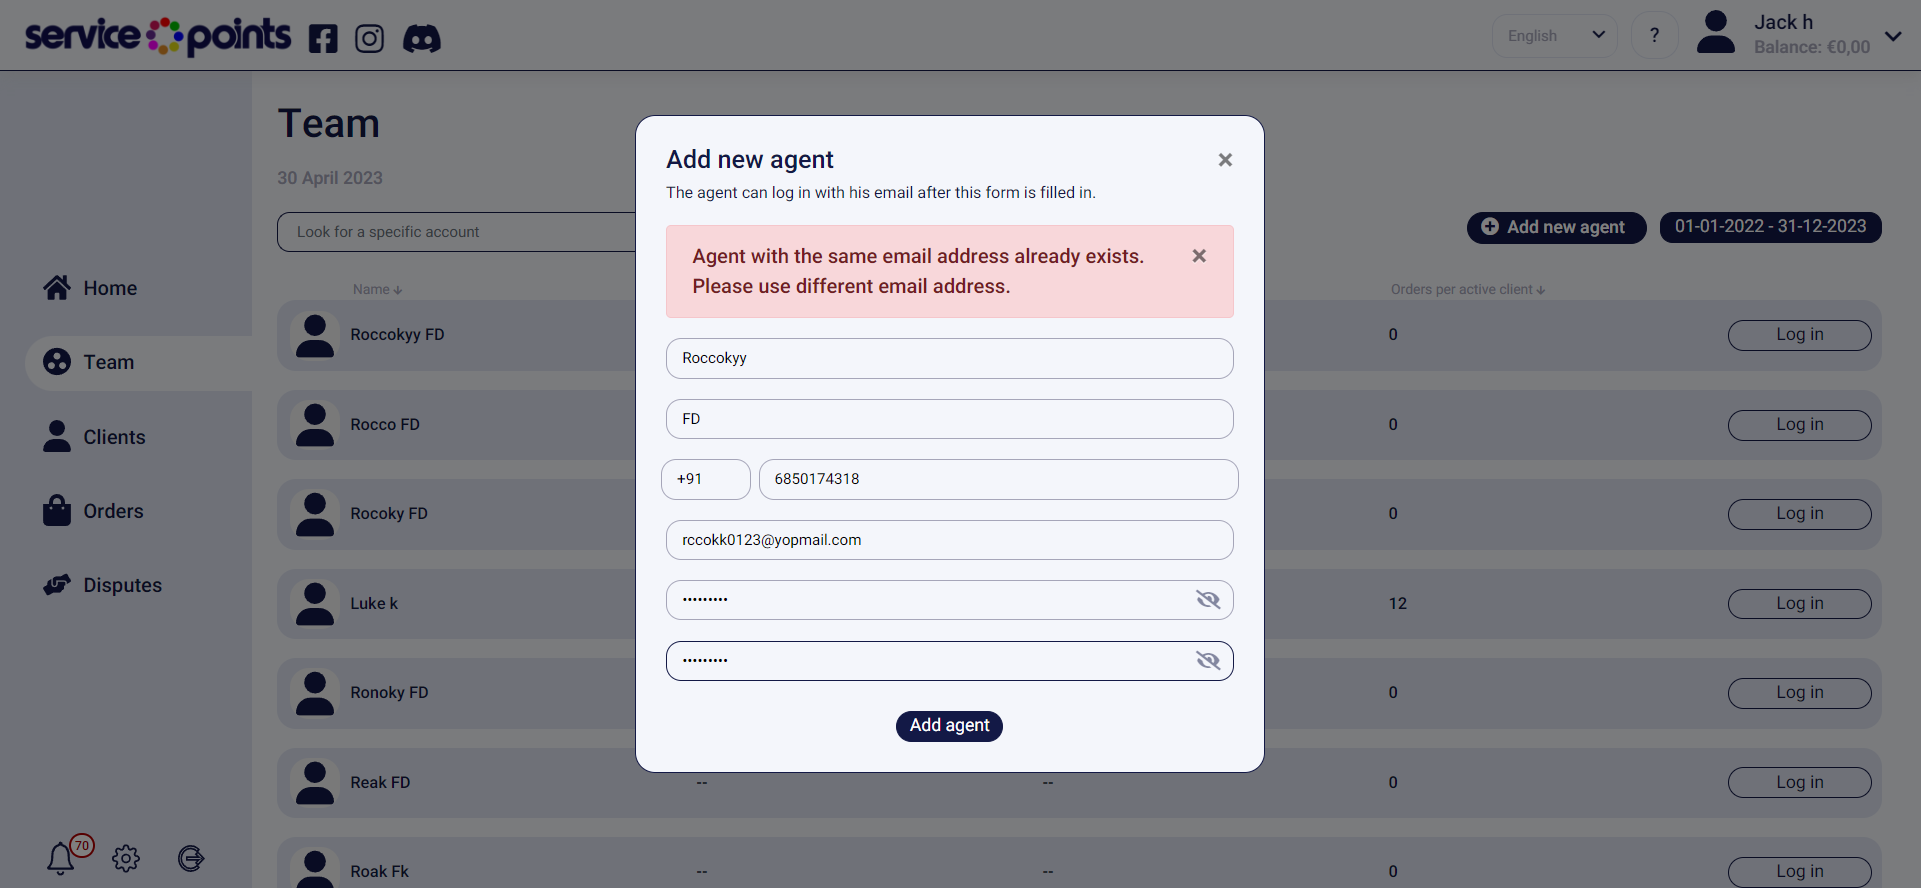 service points
English
?
Jack h
Balance: €0,00
Team
30 April 2023
Look for a specific account
Add new agent
01-01-2022 - 31-12-2023
Home
Team
Clients
Orders
Disputes
70
Name
Orders per active client
Roccokyy FD
0
Log in
Rocco FD
0
Log in
Rocoky FD
0
Log in
Luke k
12
Log in
Ronoky FD
0
Log in
Reak FD
--
--
0
Log in
Roak Fk
--
--
0
Log in
Add new agent
The agent can log in with his email after this form is filled in.
Agent with the same email address already exists.
Please use different email address.
Roccokyy
FD
+91
6850174318
rccokk0123@yopmail.com
•••••••••
•••••••••
Add agent